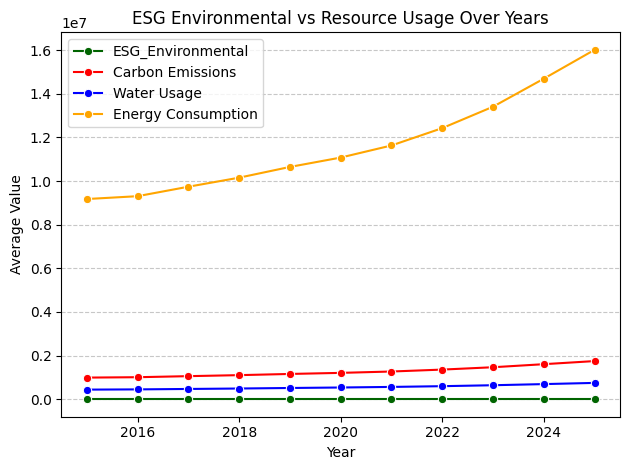 ESG Environmental vs Resource Usage Over Years
1e7
ESG_Environmental
Carbon Emissions
Water Usage
Energy Consumption
1.6
1.4
1.2
1.0
0.8
0.6
0.4
0.2
0.0
Average Value
2016 2018 2020 2022 2024
Year